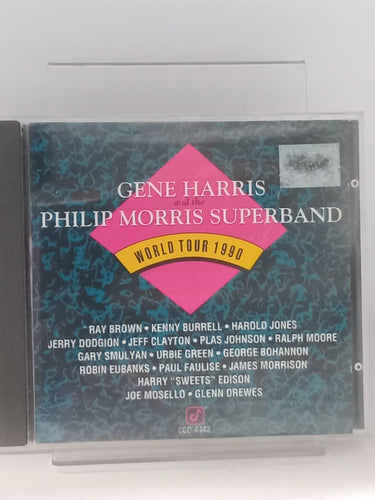 GENE HARRIS
and the
PHILIP MORRIS SUPERBAND
WORLD TOUR 1990
RAY BROWN • KENNY BURRELL • HAROLD JONES
JERRY DODGION • JEFF CLAYTON • PLAS JOHNSON • RALPH MOORE
GARY SMULYAN • URBIE GREEN • GEORGE BOHANNON
ROBIN EUBANKS • PAUL FAULISE • JAMES MORRISON
HARRY "SWEETS" EDISON
JOE MOSELLO • GLENN DREWES
CCD-4443